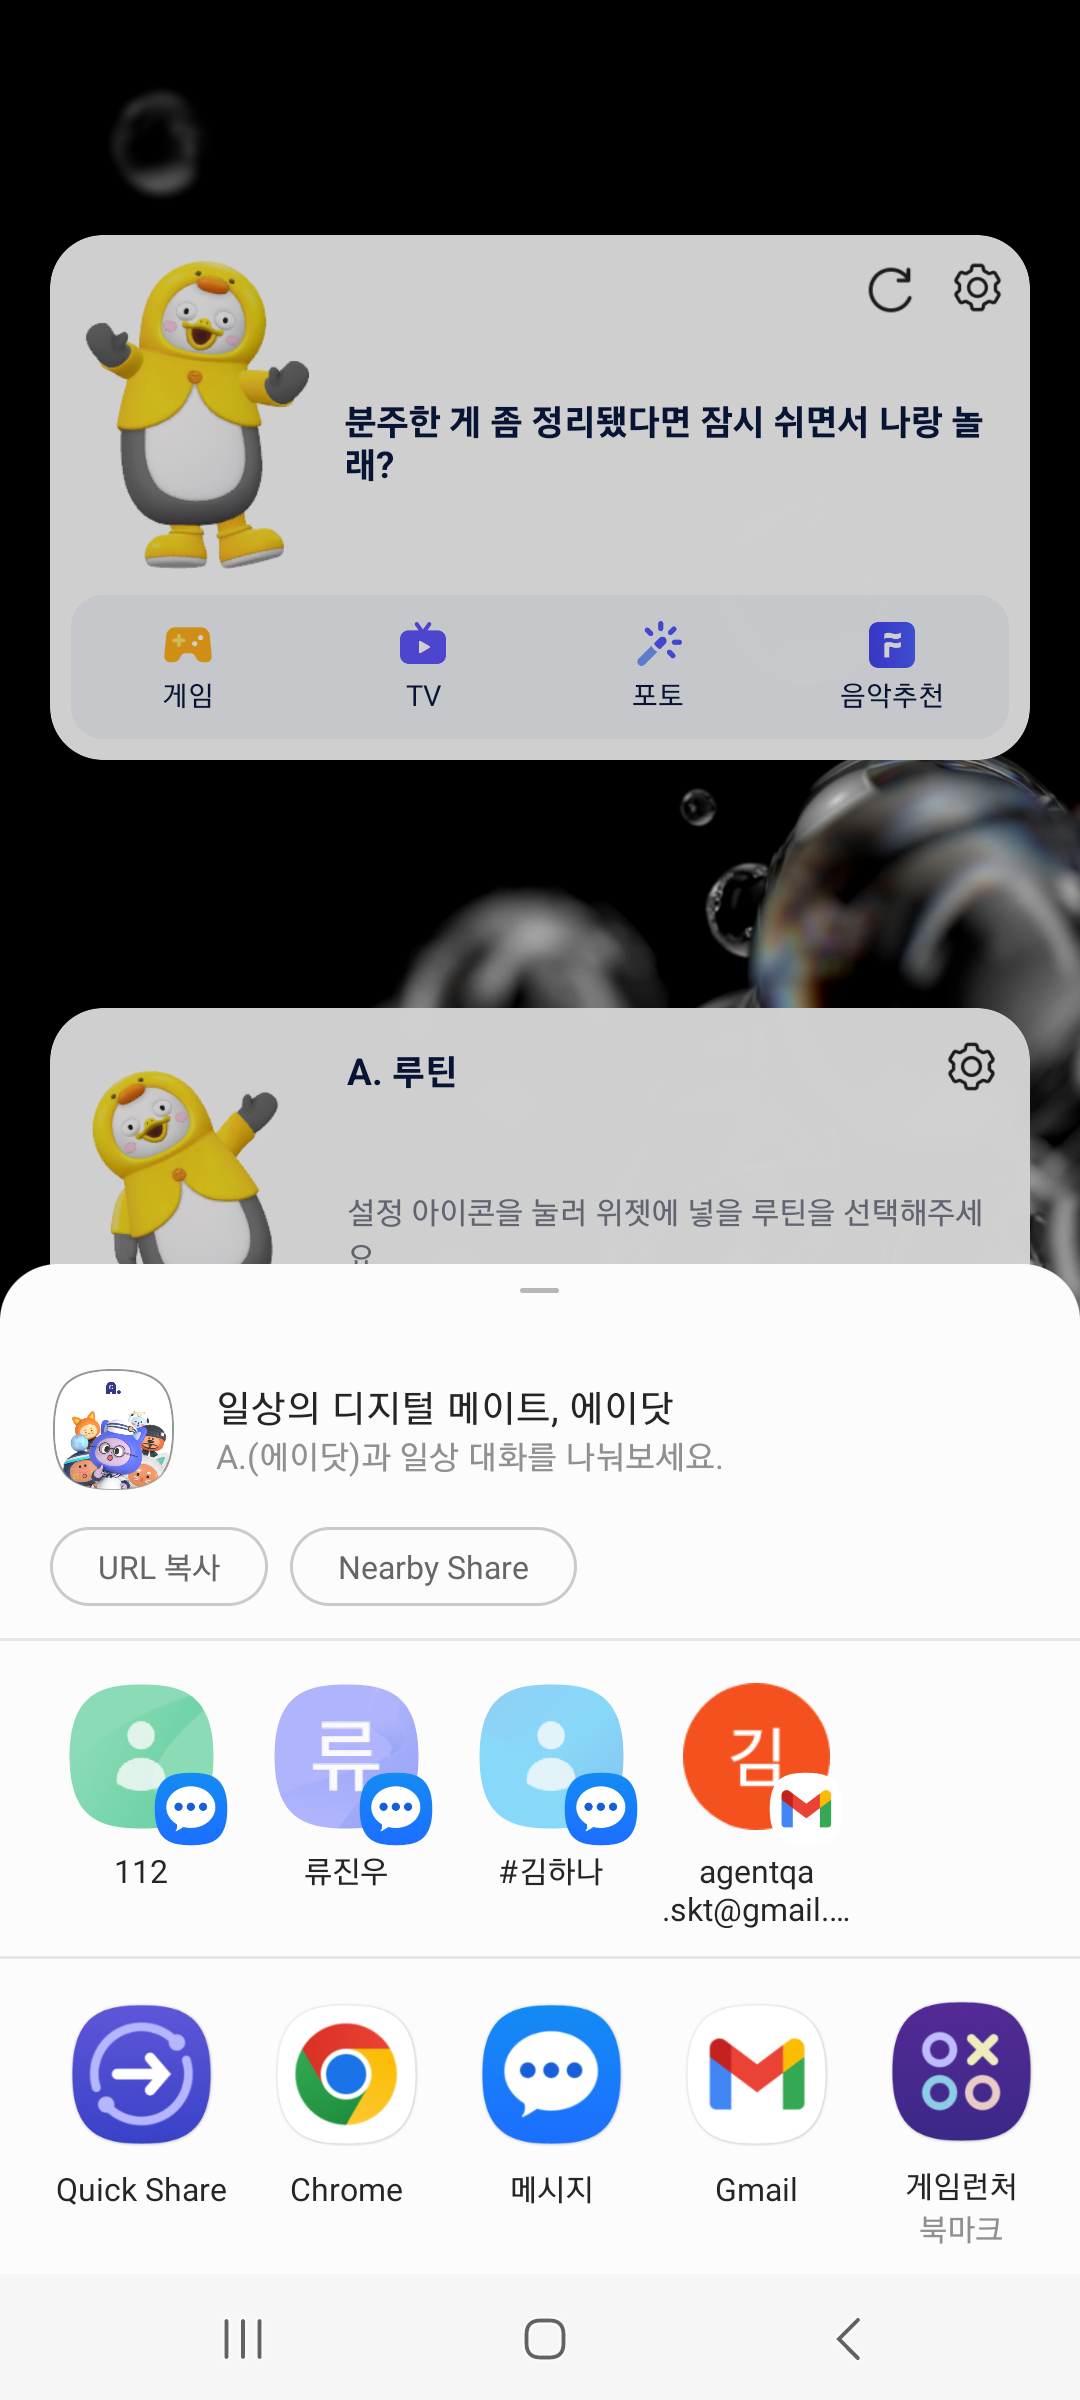 분주한 게 좀 정리됐다면 잠시 쉬면서 나랑 놀
래?
게임
TV
포토
음악추천
A. 루틴
설정 아이콘을 눌러 위젯에 넣을 루틴을 선택해주세
요
A.
일상의 디지털 메이트, 에이닷
A.(에이닷)과 일상 대화를 나눠보세요.
URL 복사
Nearby Share
류
김
112
류진우
#김하나
agentqa
.skt@gmail.…
Quick Share
Chrome
메시지
Gmail
게임런처
북마크